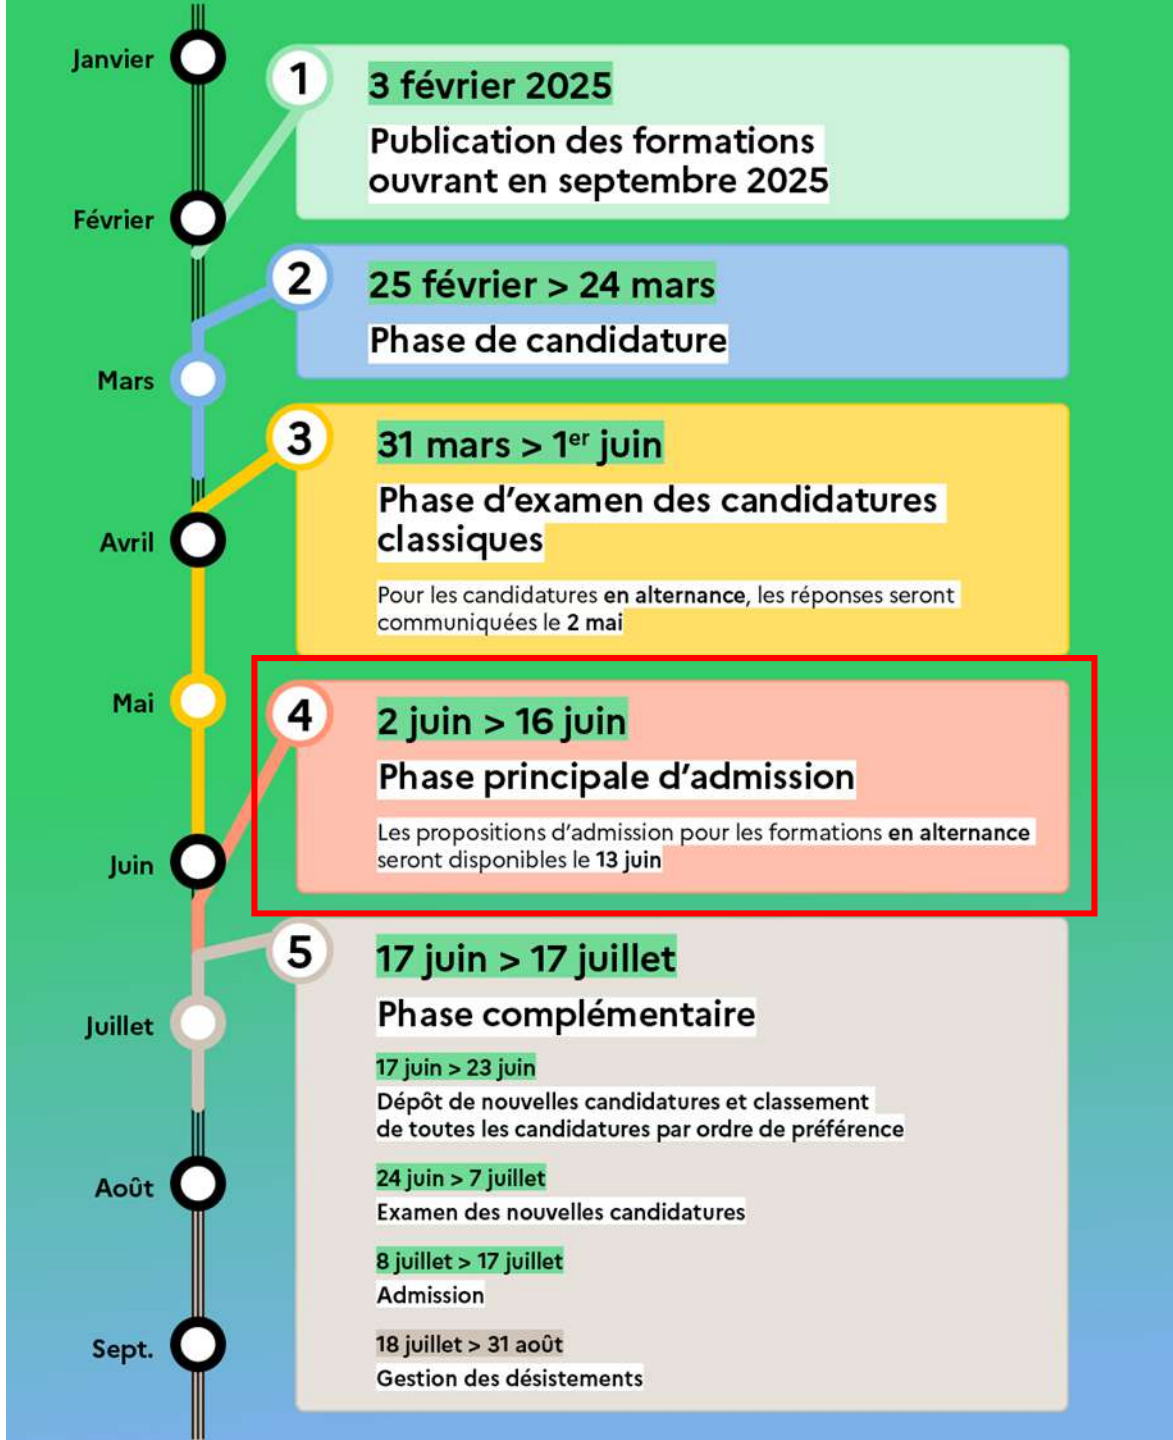 Janvier
1
3 février 2025
Publication des formations
ouvrant en septembre 2025
Février
2
25 février > 24 mars
Phase de candidature
Mars
3
31 mars > 1er juin
Phase d’examen des candidatures
classiques
Avril
Pour les candidatures en alternance, les réponses seront
communiquées le 2 mai
Mai
4
2 juin > 16 juin
Phase principale d’admission
Les propositions d’admission pour les formations en alternance
seront disponibles le 13 juin
Juin
5
17 juin > 17 juillet
Phase complémentaire
Juillet
17 juin > 23 juin
Dépôt de nouvelles candidatures et classement
de toutes les candidatures par ordre de préférence
Août
24 juin > 7 juillet
Examen des nouvelles candidatures
8 juillet > 17 juillet
Admission
Sept.
18 juillet > 31 août
Gestion des désistements